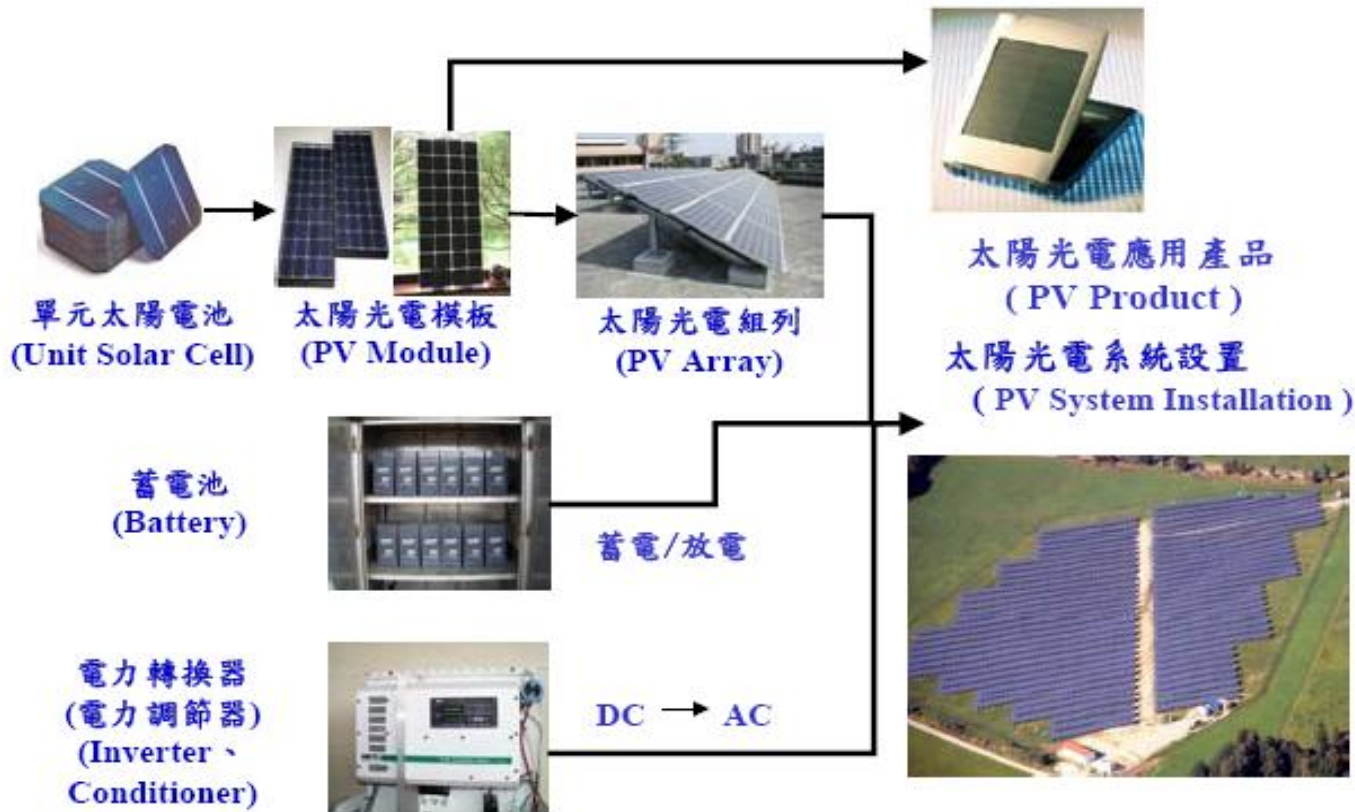 單元太陽電池
(Unit Solar Cell)
太陽光電模板
(PV Module)
太陽光電組列
(PV Array)
太陽光電應用產品
( PV Product )
太陽光電系統設置
( PV System Installation )
蓄電池
(Battery)
蓄電/放電
電力轉換器
(電力調節器)
(Inverter、
Conditioner)
DC → AC